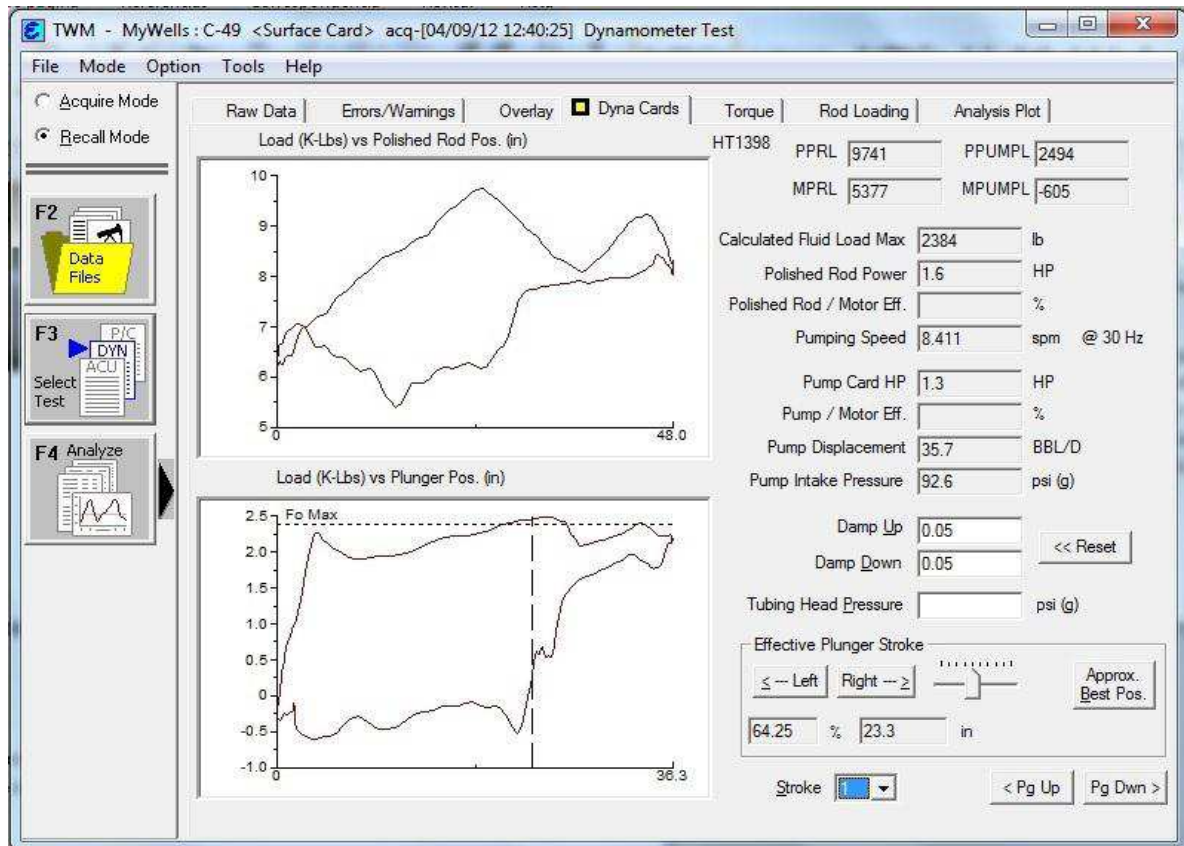 TWM - MyWells : C-49 <Surface Card> acq-[04/09/12 12:40:25] Dynamometer Test
File Mode Option Tools Help
Acquire Mode
Recall Mode
F2
Data
Files
F3
P/C
DYN
ACU
Select
Test
F4 Analyze
Raw Data Errors/Warnings Overlay Dyna Cards Torque Rod Loading Analysis Plot
Load (K-Lbs) vs Polished Rod Pos. (in)
10
9
8
7
6
5
0 48.0
Load (K-Lbs) vs Plunger Pos. (in)
2.5 Fo Max
2.0
1.5
1.0
0.5
0
-0.5
-1.0
0 36.3
HT1398 PPRL 9741 PPUMPL 2494
MPRL 5377 MPUMPL -605
Calculated Fluid Load Max 2384 lb
Polished Rod Power 1.6 HP
Polished Rod / Motor Eff. %
Pumping Speed 8.411 spm @ 30 Hz
Pump Card HP 1.3 HP
Pump / Motor Eff. %
Pump Displacement 35.7 BBL/D
Pump Intake Pressure 92.6 psi (g)
Damp Up 0.05
Damp Down 0.05
<< Reset
Tubing Head Pressure psi (g)
Effective Plunger Stroke
< --- Left Right --- >
Approx.
Best Pos.
64.25 % 23.3 in
Stroke 1 < Pg Up Pg Dwn >